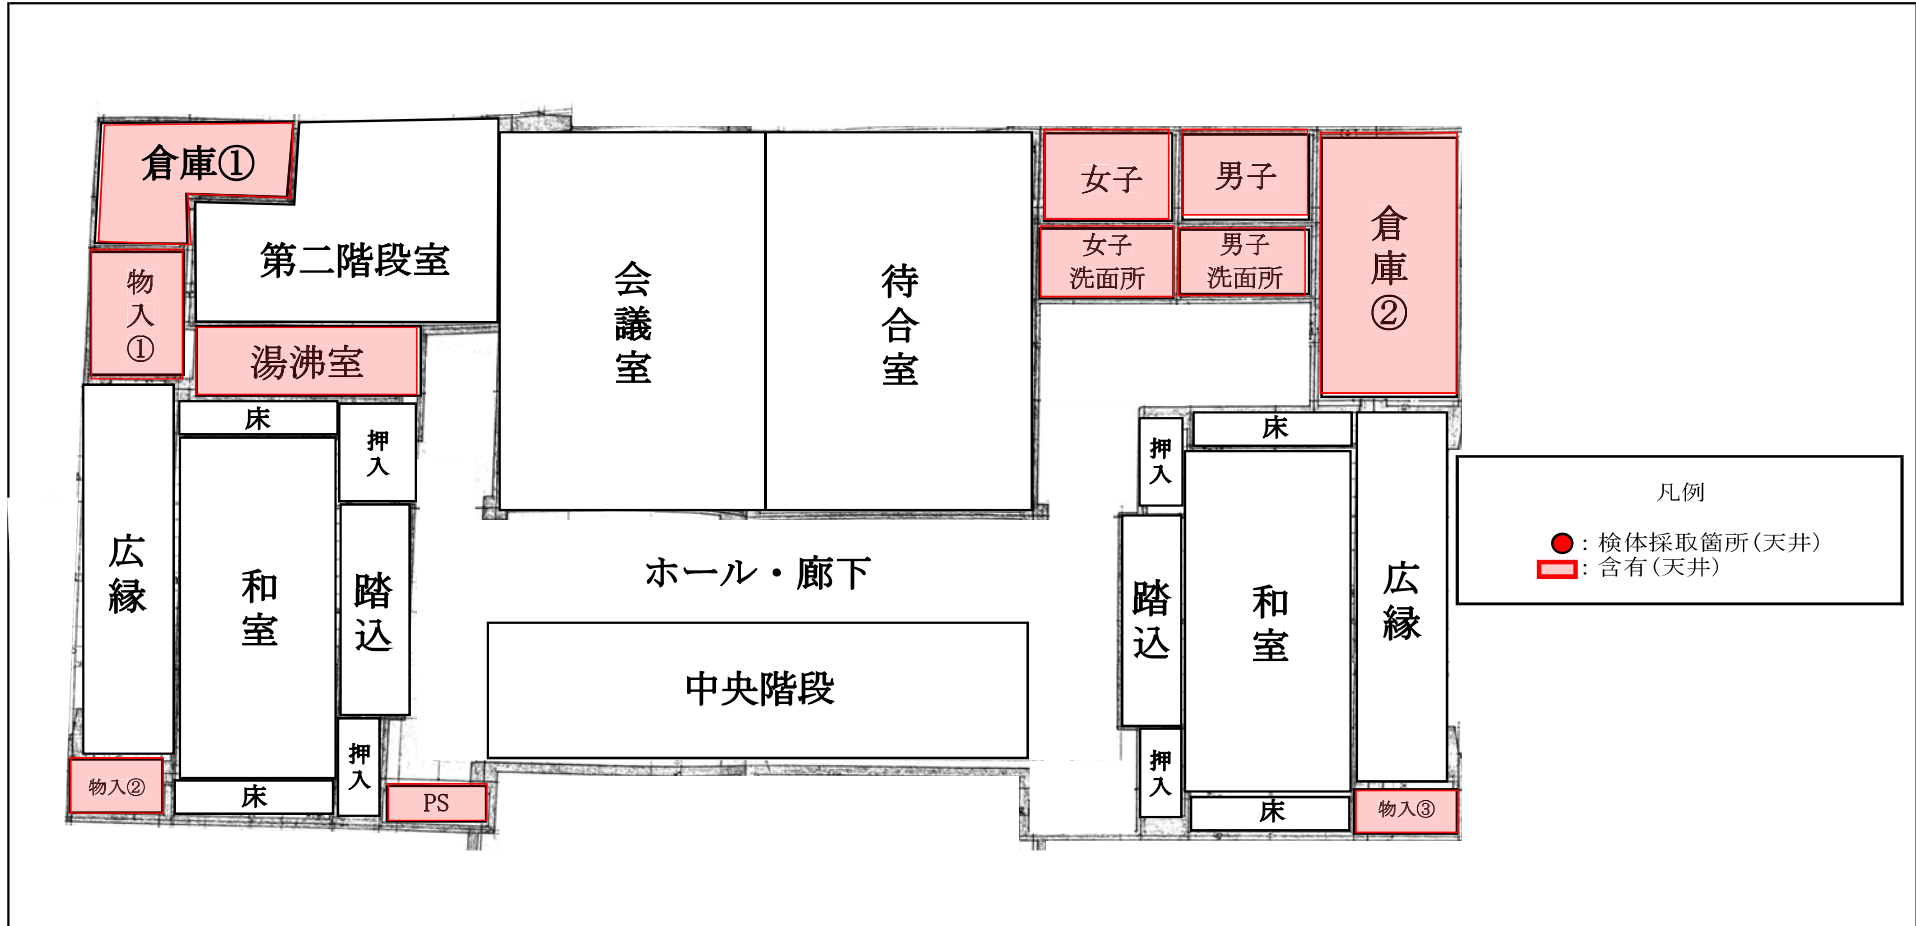 倉庫①
第二階段室
物入①
湯沸室
会議室
待合室
女子
男子
女子
洗面所
男子
洗面所
倉庫②
床
押入
広縁
和室
踏込
押入
床
物入②
PS
ホール・廊下
中央階段
押入
床
踏込
和室
広縁
押入
床
物入③
凡例
：検体採取箇所(天井)
：含有(天井)